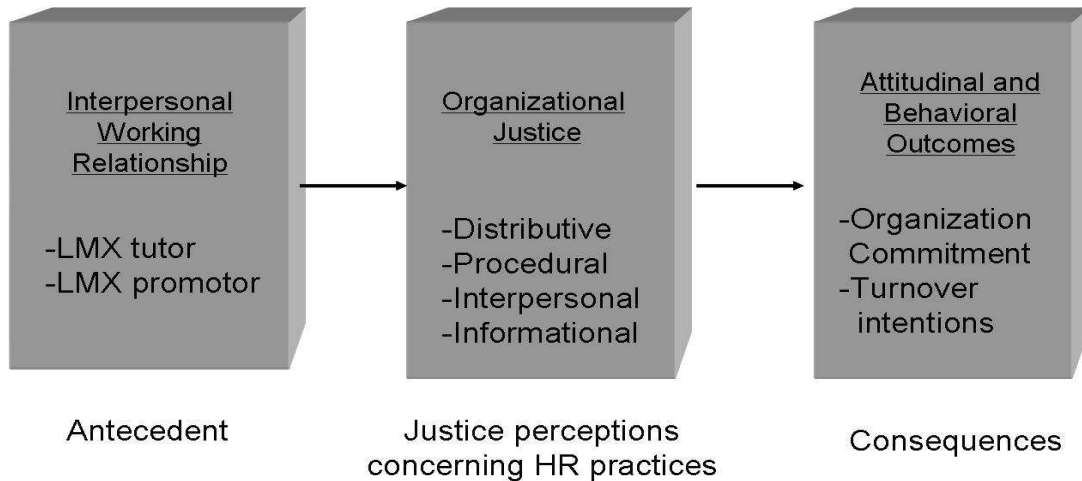 Interpersonal
Working
Relationship
-LMX tutor
-LMX promotor
Antecedent
Organizational
Justice
-Distributive
-Procedural
-Interpersonal
-Informational
Justice perceptions
concerning HR practices
Attitudinal and
Behavioral
Outcomes
-Organization
Commitment
-Turnover
intentions
Consequences